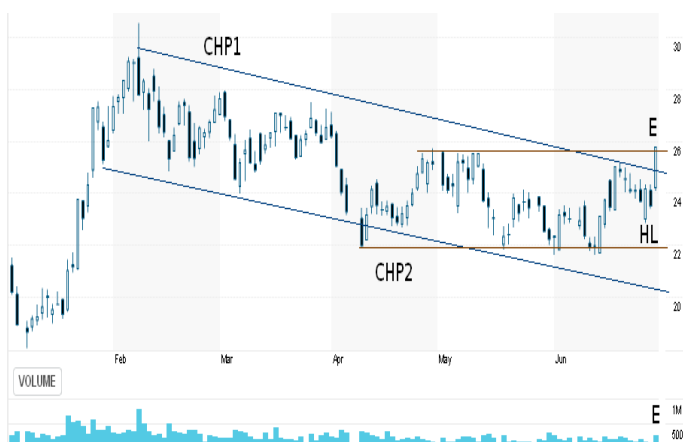 CHP1
30
28
E
26
24
HL
22
CHP2
20
Feb Mar Apr May Jun
VOLUME
E
1M
500